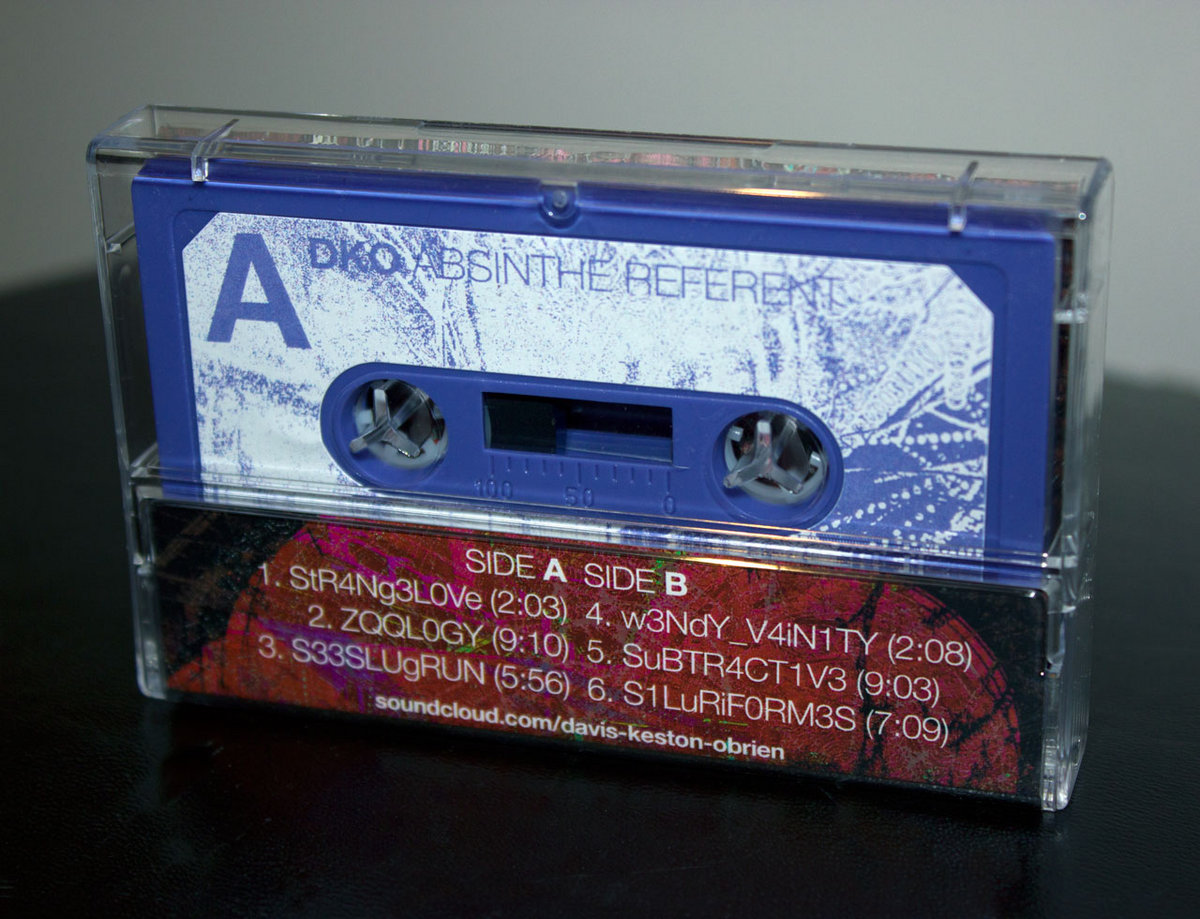 A
DKO ABSINTHE REFERENT
100 50 0
SIDE A SIDE B
1. StR4Ng3L0Ve (2:03)
2. ZQQL0GY (9:10)
3. S33SLUgRUN (5:56)
4. w3NdY_V4iN1TY (2:08)
5. SuBTR4CT1V3 (9:03)
6. S1LuRiF0RM3S (7:09)
soundcloud.com/davis-keston-obrien